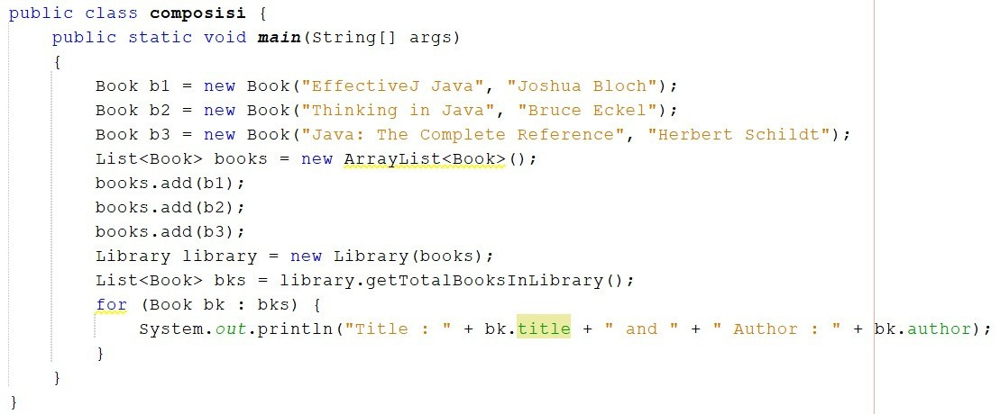 public class composisi {
public static void main(String[] args)
{
Book b1 = new Book("EffectiveJ Java", "Joshua Bloch");
Book b2 = new Book("Thinking in Java", "Bruce Eckel");
Book b3 = new Book("Java: The Complete Reference", "Herbert Schildt");
List<Book> books = new ArrayList<Book>();
books.add(b1);
books.add(b2);
books.add(b3);
Library library = new Library(books);
List<Book> bks = library.getTotalBooksInLibrary();
for (Book bk : bks) {
System.out.println("Title : " + bk.title + " and " + " Author : " + bk.author);
}
}
}